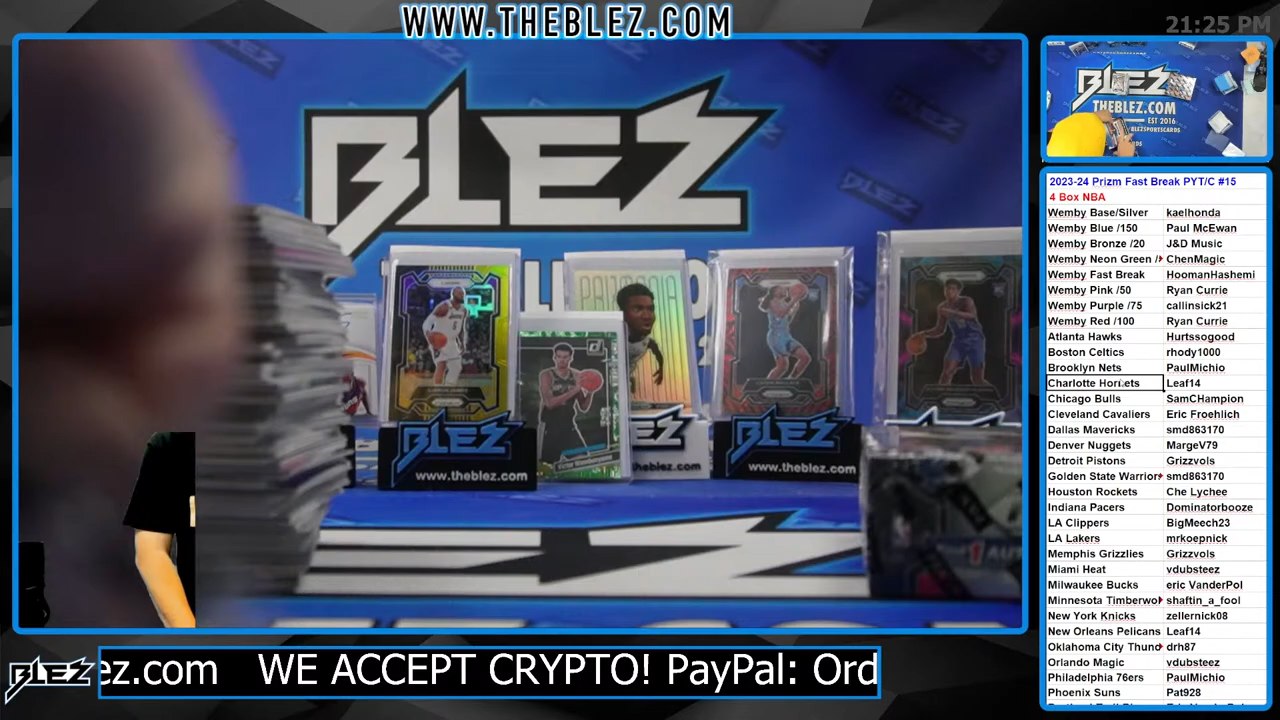 WWW.THEBLEZ.COM
21:25 PM
BLEZ
BLEZ
www.theblez.com
BLEZ
www.theblez.com
BLEZ
THEBLEZ.COM
EST 2016
2023-24 Prizm Fast Break PYT/C #15
4 Box NBA
Wemby Base/Silver kaelhonda
Wemby Blue /150 Paul McEwan
Wemby Bronze /20 J&D Music
Wemby Neon Green / ChenMagic
Wemby Fast Break HoomanHashemi
Wemby Pink /50 Ryan Currie
Wemby Purple /75 callinsick21
Wemby Red /100 Ryan Currie
Atlanta Hawks Hurtssogood
Boston Celtics rhody1000
Brooklyn Nets PaulMichio
Charlotte Hornets Leaf14
Chicago Bulls SamCHampion
Cleveland Cavaliers Eric Froehlich
Dallas Mavericks smd863170
Denver Nuggets MargeV79
Detroit Pistons Grizzvols
Golden State Warrior smd863170
Houston Rockets Che Lychee
Indiana Pacers Dominatorbooze
LA Clippers BigMeech23
LA Lakers mrkoepnick
Memphis Grizzlies Grizzvols
Miami Heat vdubsteez
Milwaukee Bucks eric VanderPol
Minnesota Timberwo shaftin_a_fool
New York Knicks zellernick08
New Orleans Pelicans Leaf14
Oklahoma City Thund drh87
Orlando Magic vdubsteez
Philadelphia 76ers PaulMichio
Phoenix Suns Pat928
BLEZ
ez.com WE ACCEPT CRYPTO! PayPal: Ord